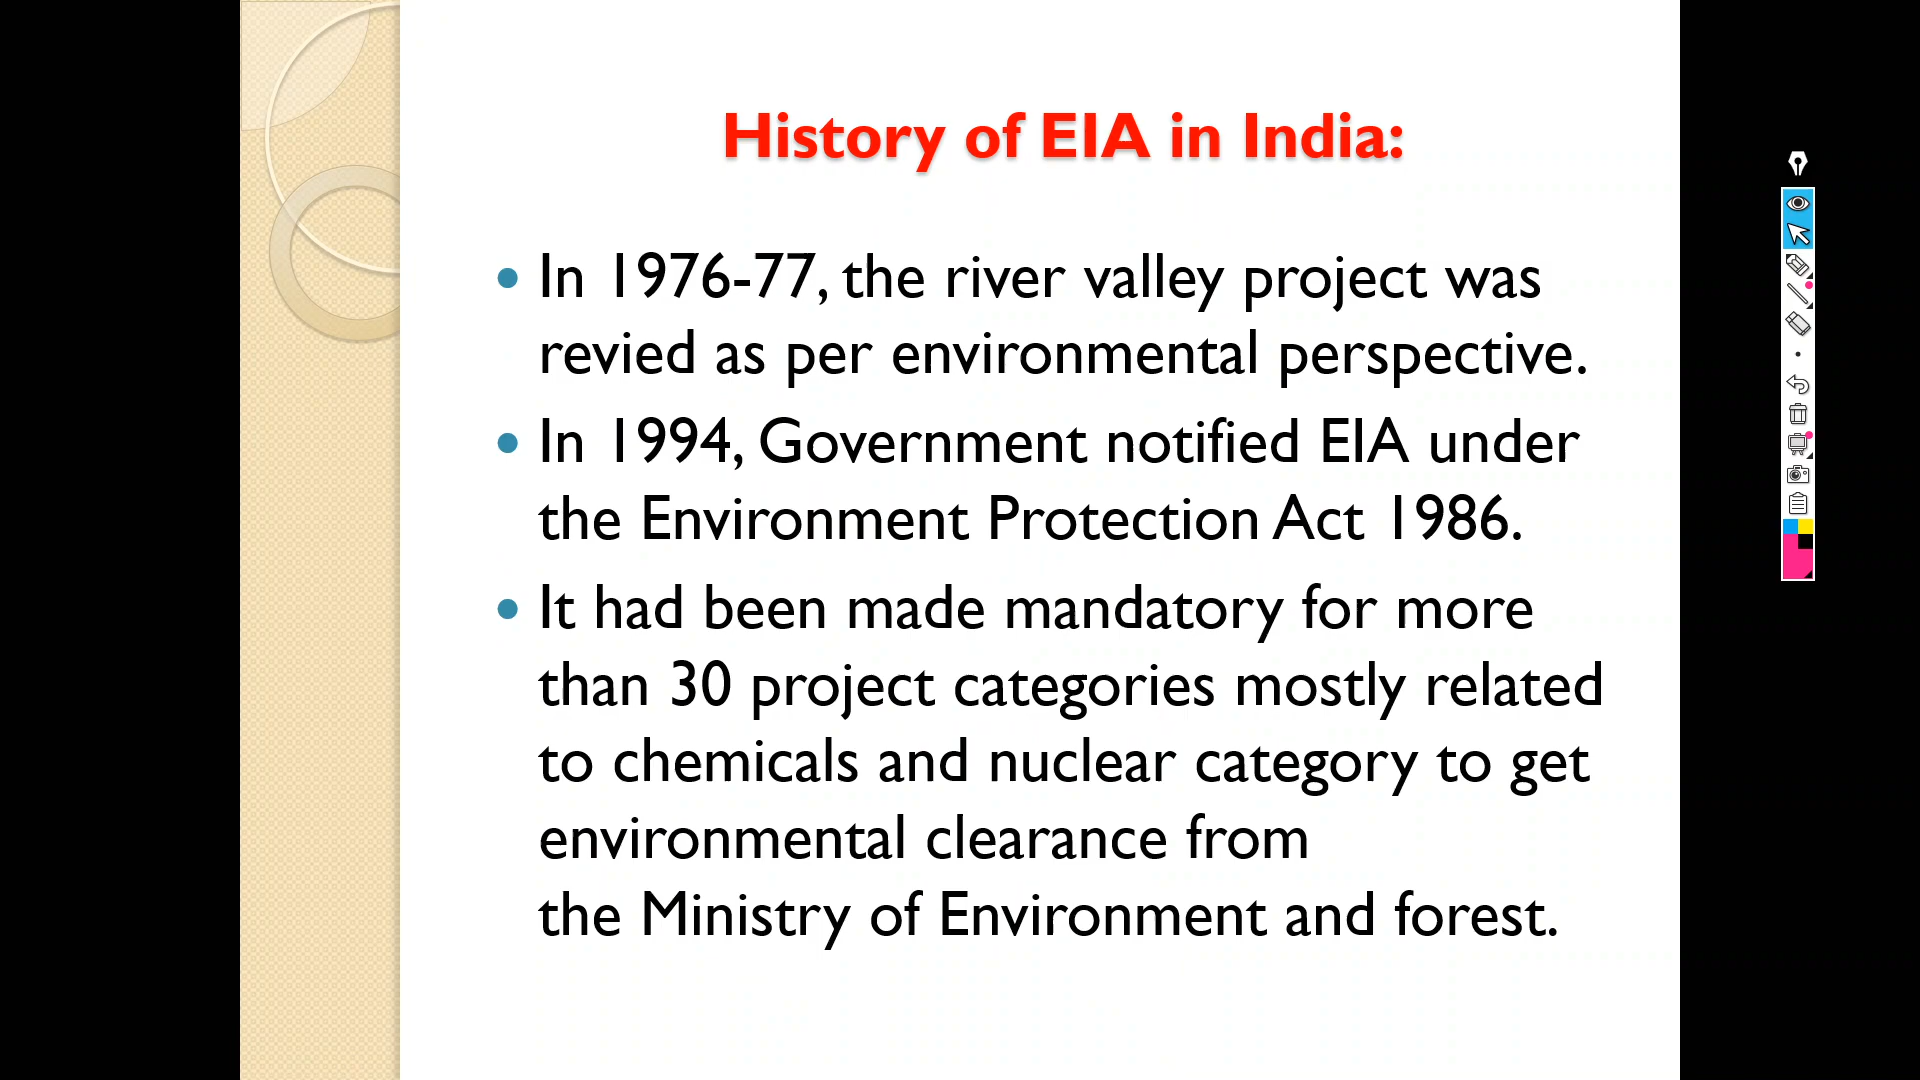 History of EIA in India:
• In 1976-77, the river valley project was
revied as per environmental perspective.
• In 1994, Government notified EIA under
the Environment Protection Act 1986.
• It had been made mandatory for more
than 30 project categories mostly related
to chemicals and nuclear category to get
environmental clearance from
the Ministry of Environment and forest.